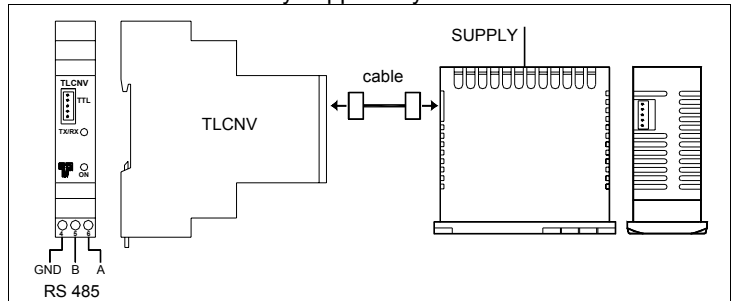 SUPPLY
TLCNV
TTL
cable
TX/RX
TLCNV
ON
4 5 6
GND B A
RS 485